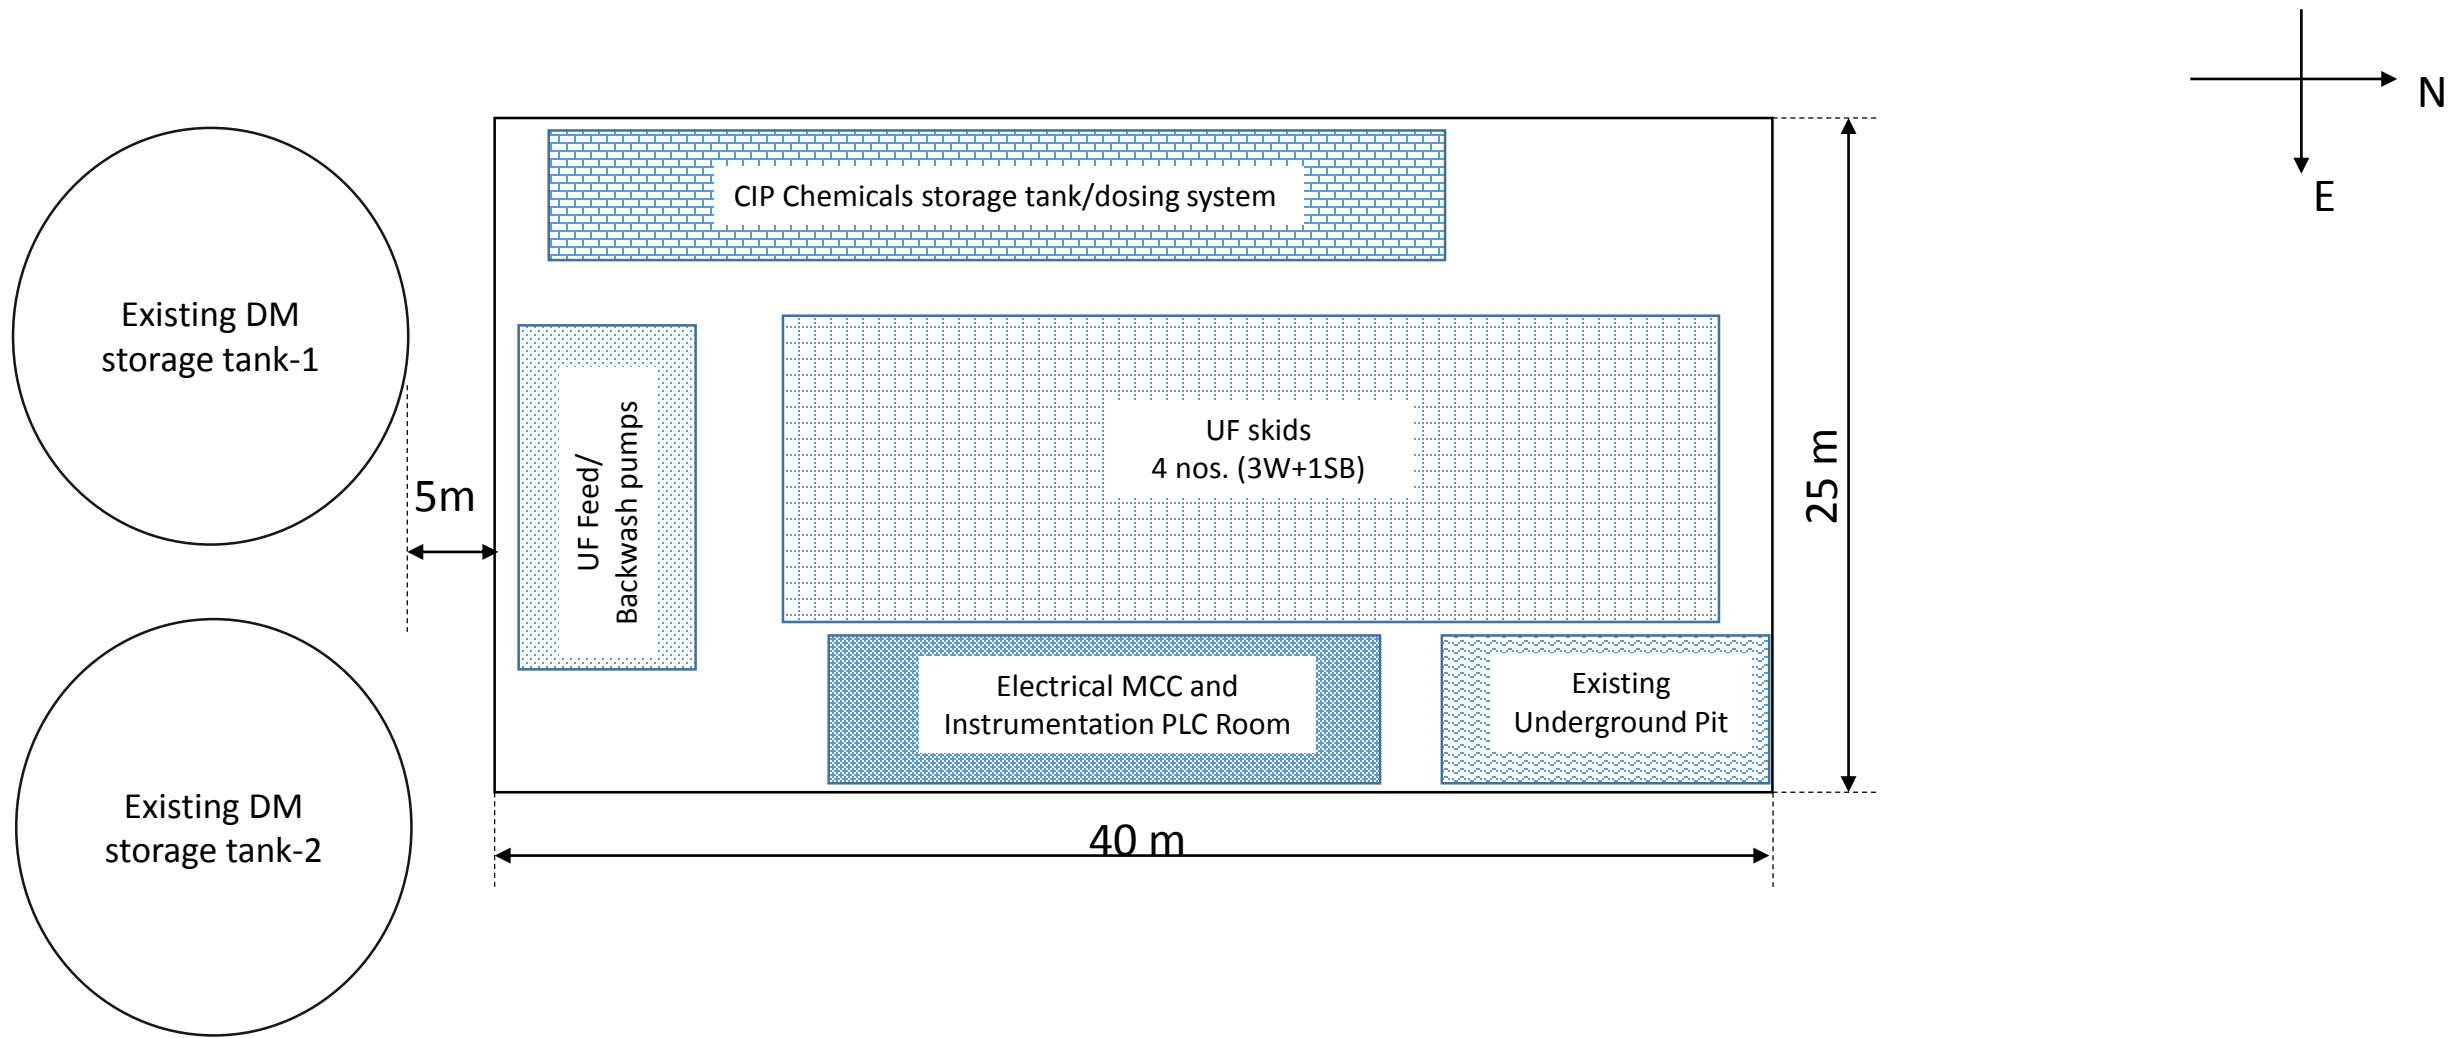 N
E
CIP Chemicals storage tank/dosing system
Existing DM
storage tank-1
UF skids
4 nos. (3W+1SB)
UF Feed/
Backwash pumps
5m
25 m
Electrical MCC and
Instrumentation PLC Room
Existing
Underground Pit
Existing DM
storage tank-2
40 m